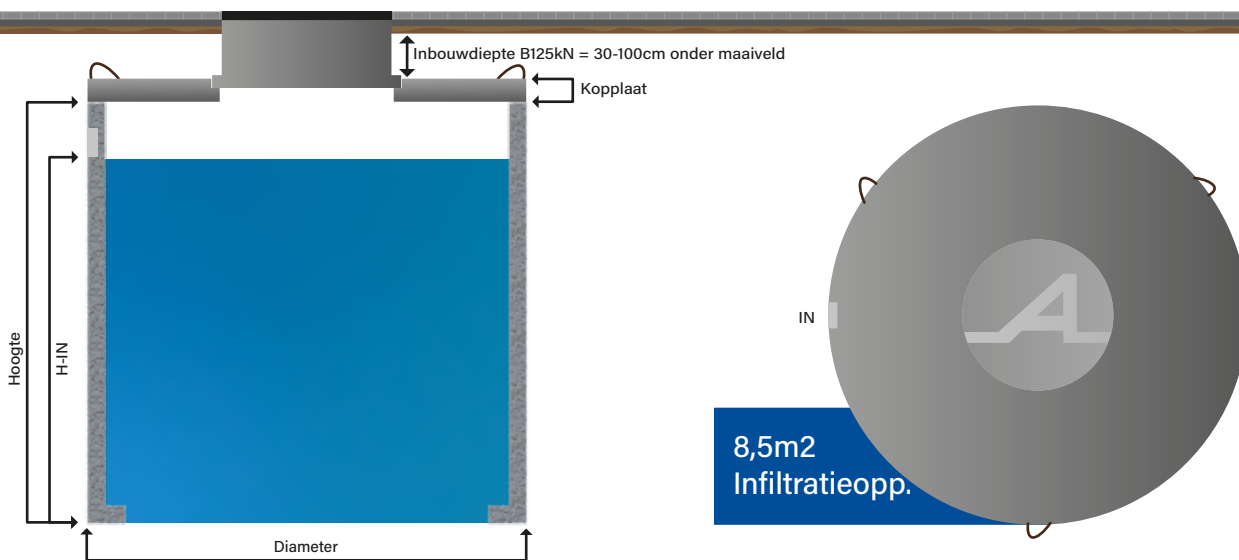 Inbouwdiepte B125kN = 30-100cm onder maaiveld
Kopplaat
Hoogte
H-IN
IN
8,5m2
Infiltratieopp.
Diameter